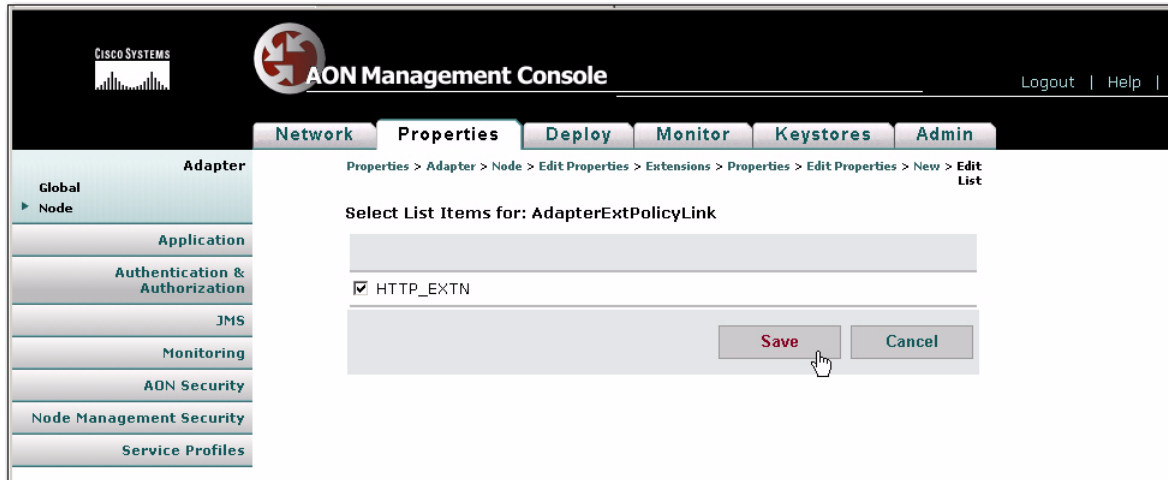 CISCO SYSTEMS
AON Management Console
Logout | Help |
Network Properties Deploy Monitor Keystores Admin
Adapter
Global
Node
Application
Authentication &
Authorization
JMS
Monitoring
AON Security
Node Management Security
Service Profiles
Properties > Adapter > Node > Edit Properties > Extensions > Properties > Edit Properties > New > Edit
List
Select List Items for: AdapterExtPolicyLink
HTTP_EXTN
Save Cancel